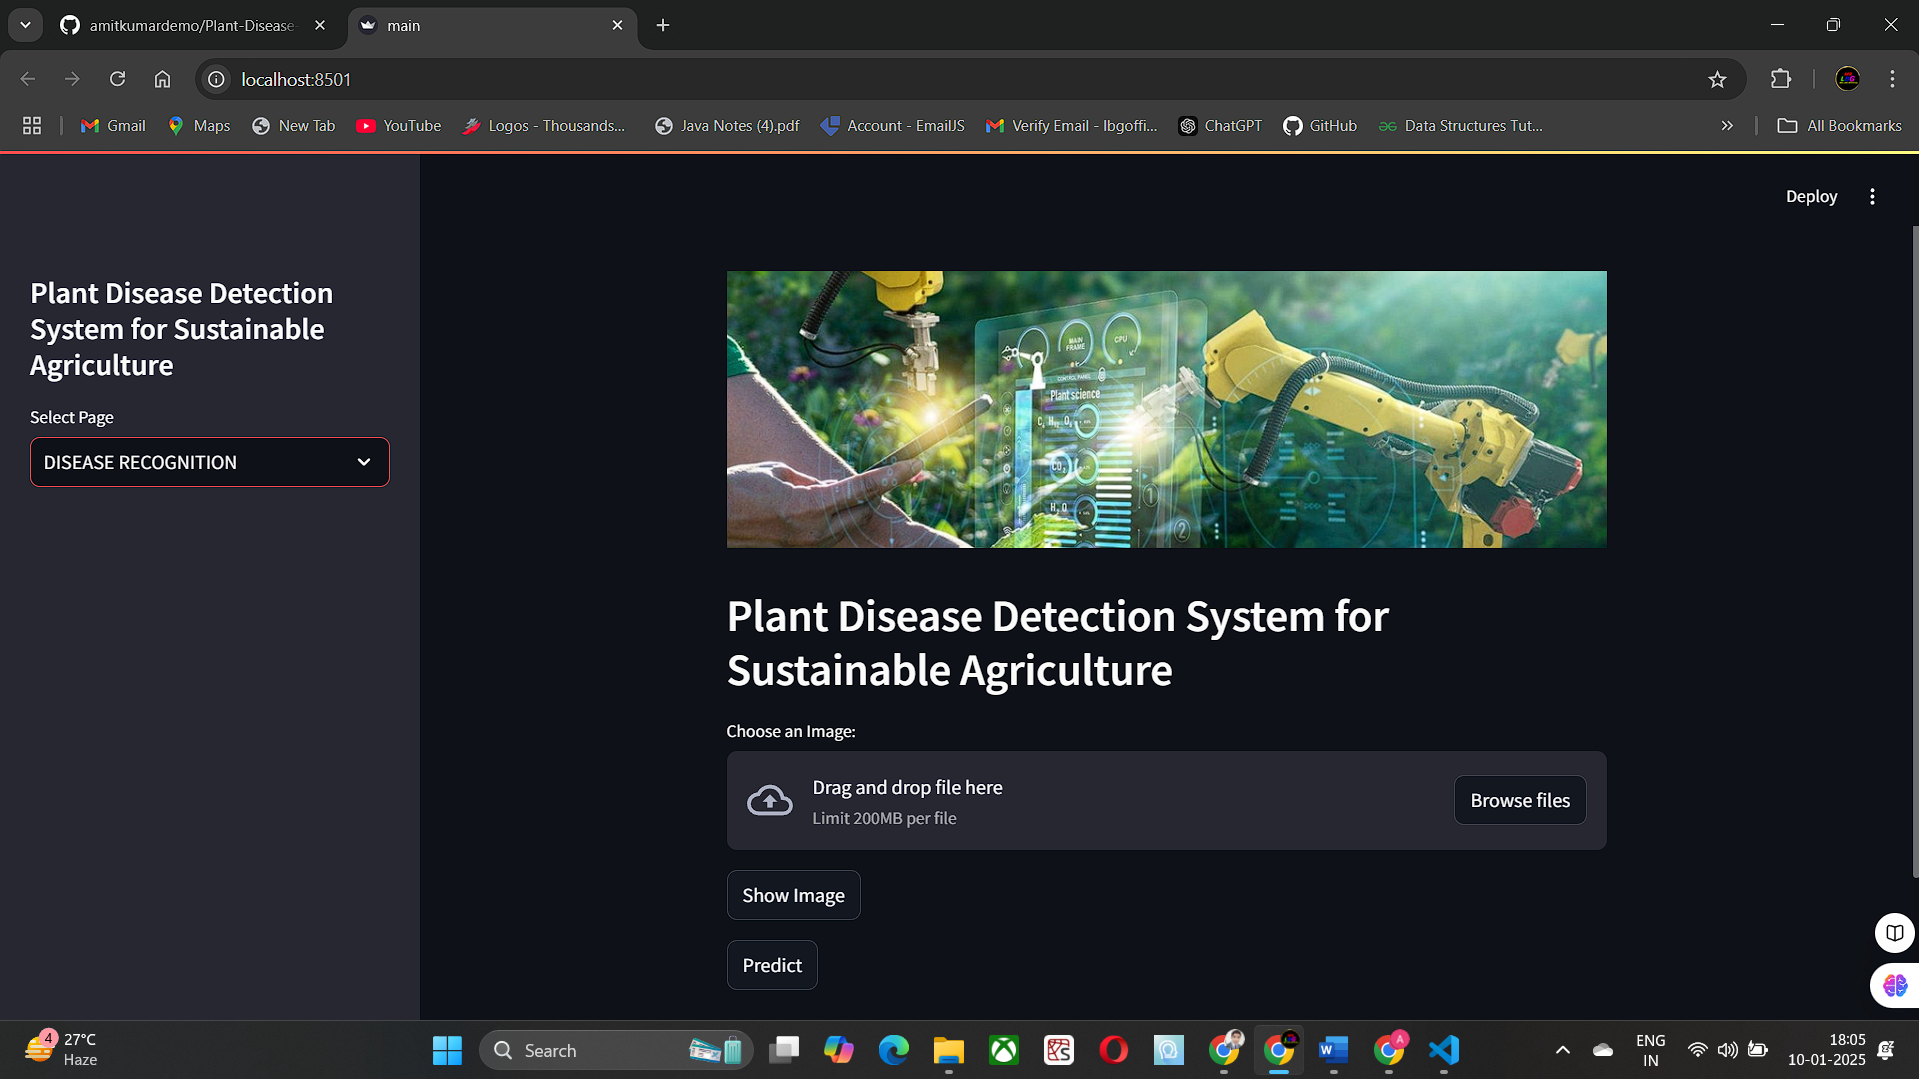 amitkumardemo/Plant-Disease-
main
localhost:8501
Gmail
Maps
New Tab
YouTube
Logos - Thousands...
Java Notes (4).pdf
Account - EmailJS
Verify Email - lbgoffi...
ChatGPT
GitHub
Data Structures Tut...
All Bookmarks
Deploy
Plant Disease Detection
System for Sustainable
Agriculture
Select Page
DISEASE RECOGNITION
MAIN
FRAME
CPU
CONTROL PANEL
Plant science
CO₂
1
2
Plant Disease Detection System for
Sustainable Agriculture
Choose an Image:
Drag and drop file here
Limit 200MB per file
Browse files
Show Image
Predict
4
27°C
Haze
Search
A
ENG
IN
18:05
10-01-2025